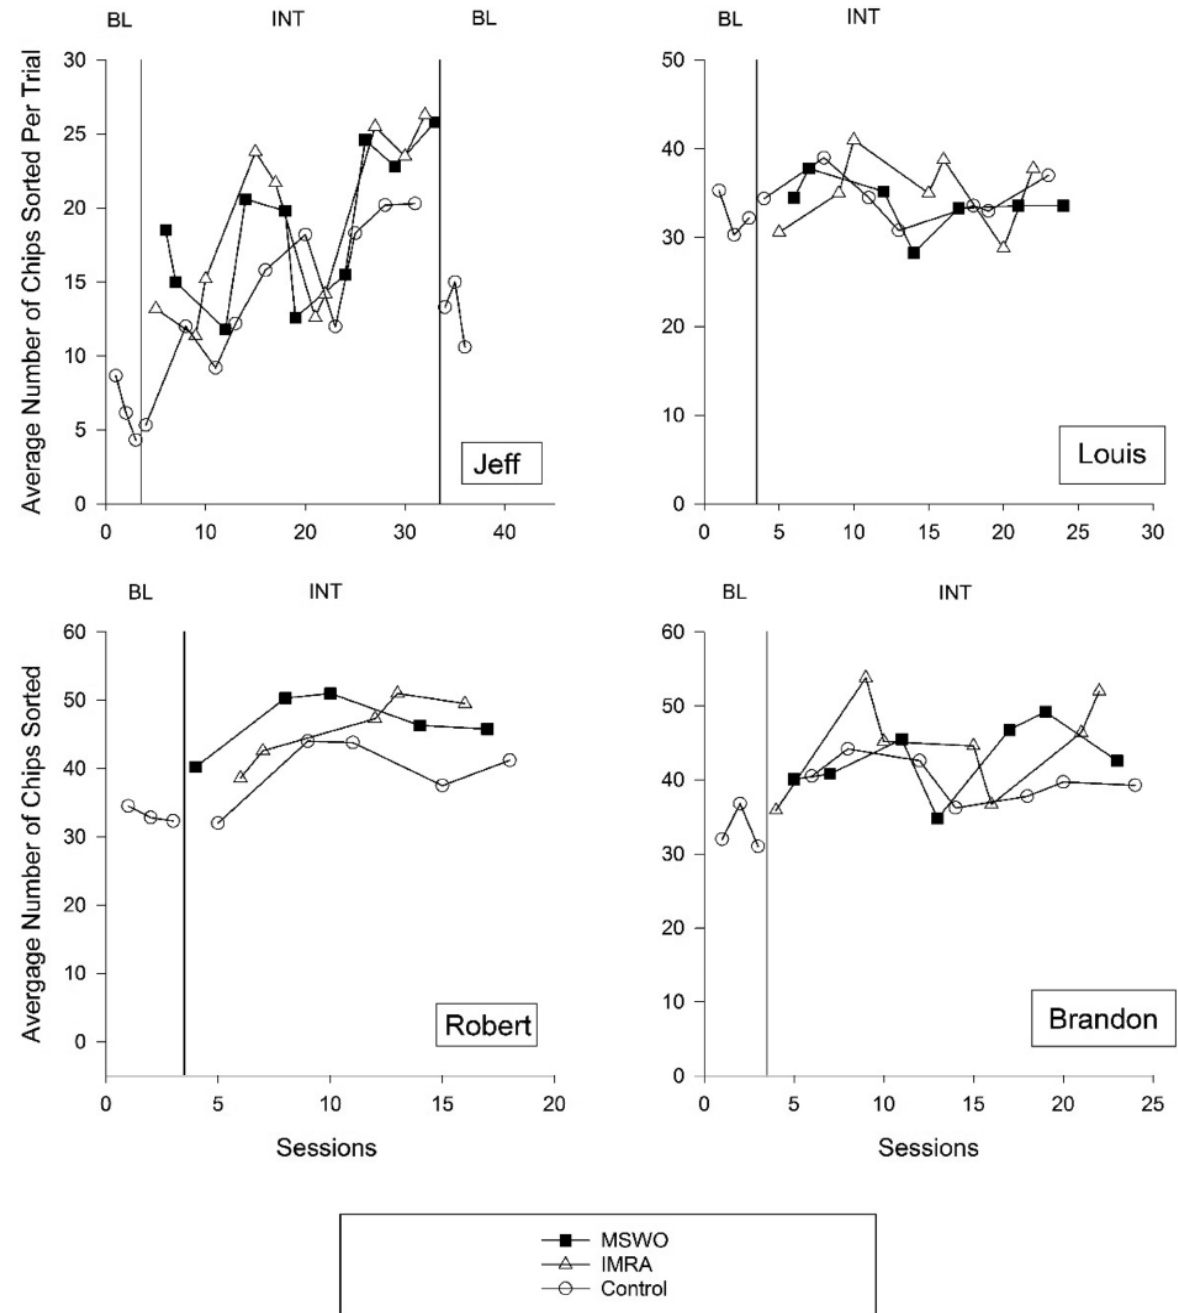 BL INT BL
Average Number of Chips Sorted Per Trial
30
25
20
15
10
5
0
0 10 20 30 40
Jeff
BL INT
50
40
30
20
10
0
0 5 10 15 20 25 30
Louis
BL INT
Avergage Number of Chips Sorted
60
50
40
30
20
10
0
0 5 10 15 20
Robert
Sessions
BL INT
60
50
40
30
20
10
0
0 5 10 15 20 25
Brandon
Sessions
MSWO
IMRA
Control